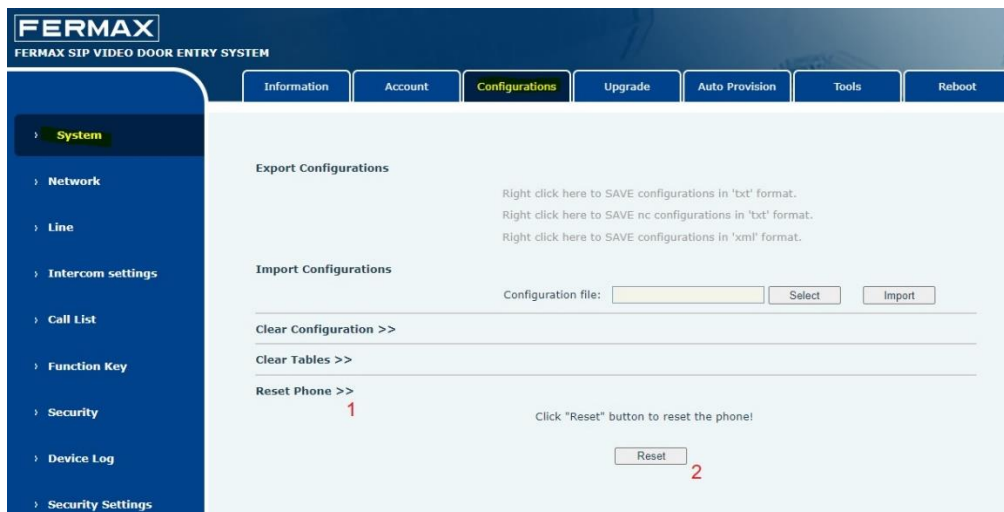 FERMAX
FERMAX SIP VIDEO DOOR ENTRY SYSTEM
Information Account Configurations Upgrade Auto Provision Tools Reboot
› System
› Network
› Line
› Intercom settings
› Call List
› Function Key
› Security
› Device Log
› Security Settings
Export Configurations
Right click here to SAVE configurations in 'txt' format.
Right click here to SAVE nc configurations in 'txt' format.
Right click here to SAVE configurations in 'xml' format.
Import Configurations
Configuration file: Select Import
Clear Configuration >>
Clear Tables >>
Reset Phone >>
1
Click "Reset" button to reset the phone!
Reset
2